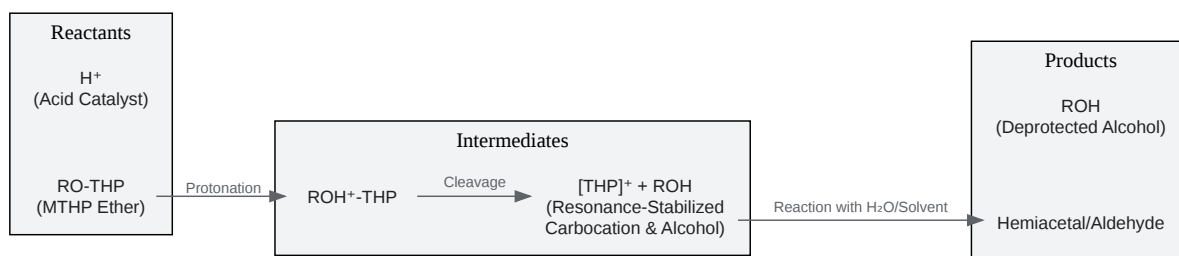 Reactants
H⁺
(Acid Catalyst)
RO-THP
(MTHP Ether)
Protonation
Intermediates
ROH⁺-THP
Cleavage
[THP]⁺ + ROH
(Resonance-Stabilized
Carbocation & Alcohol)
Reaction with H₂O/Solvent
Products
ROH
(Deprotected Alcohol)
Hemiacetal/Aldehyde